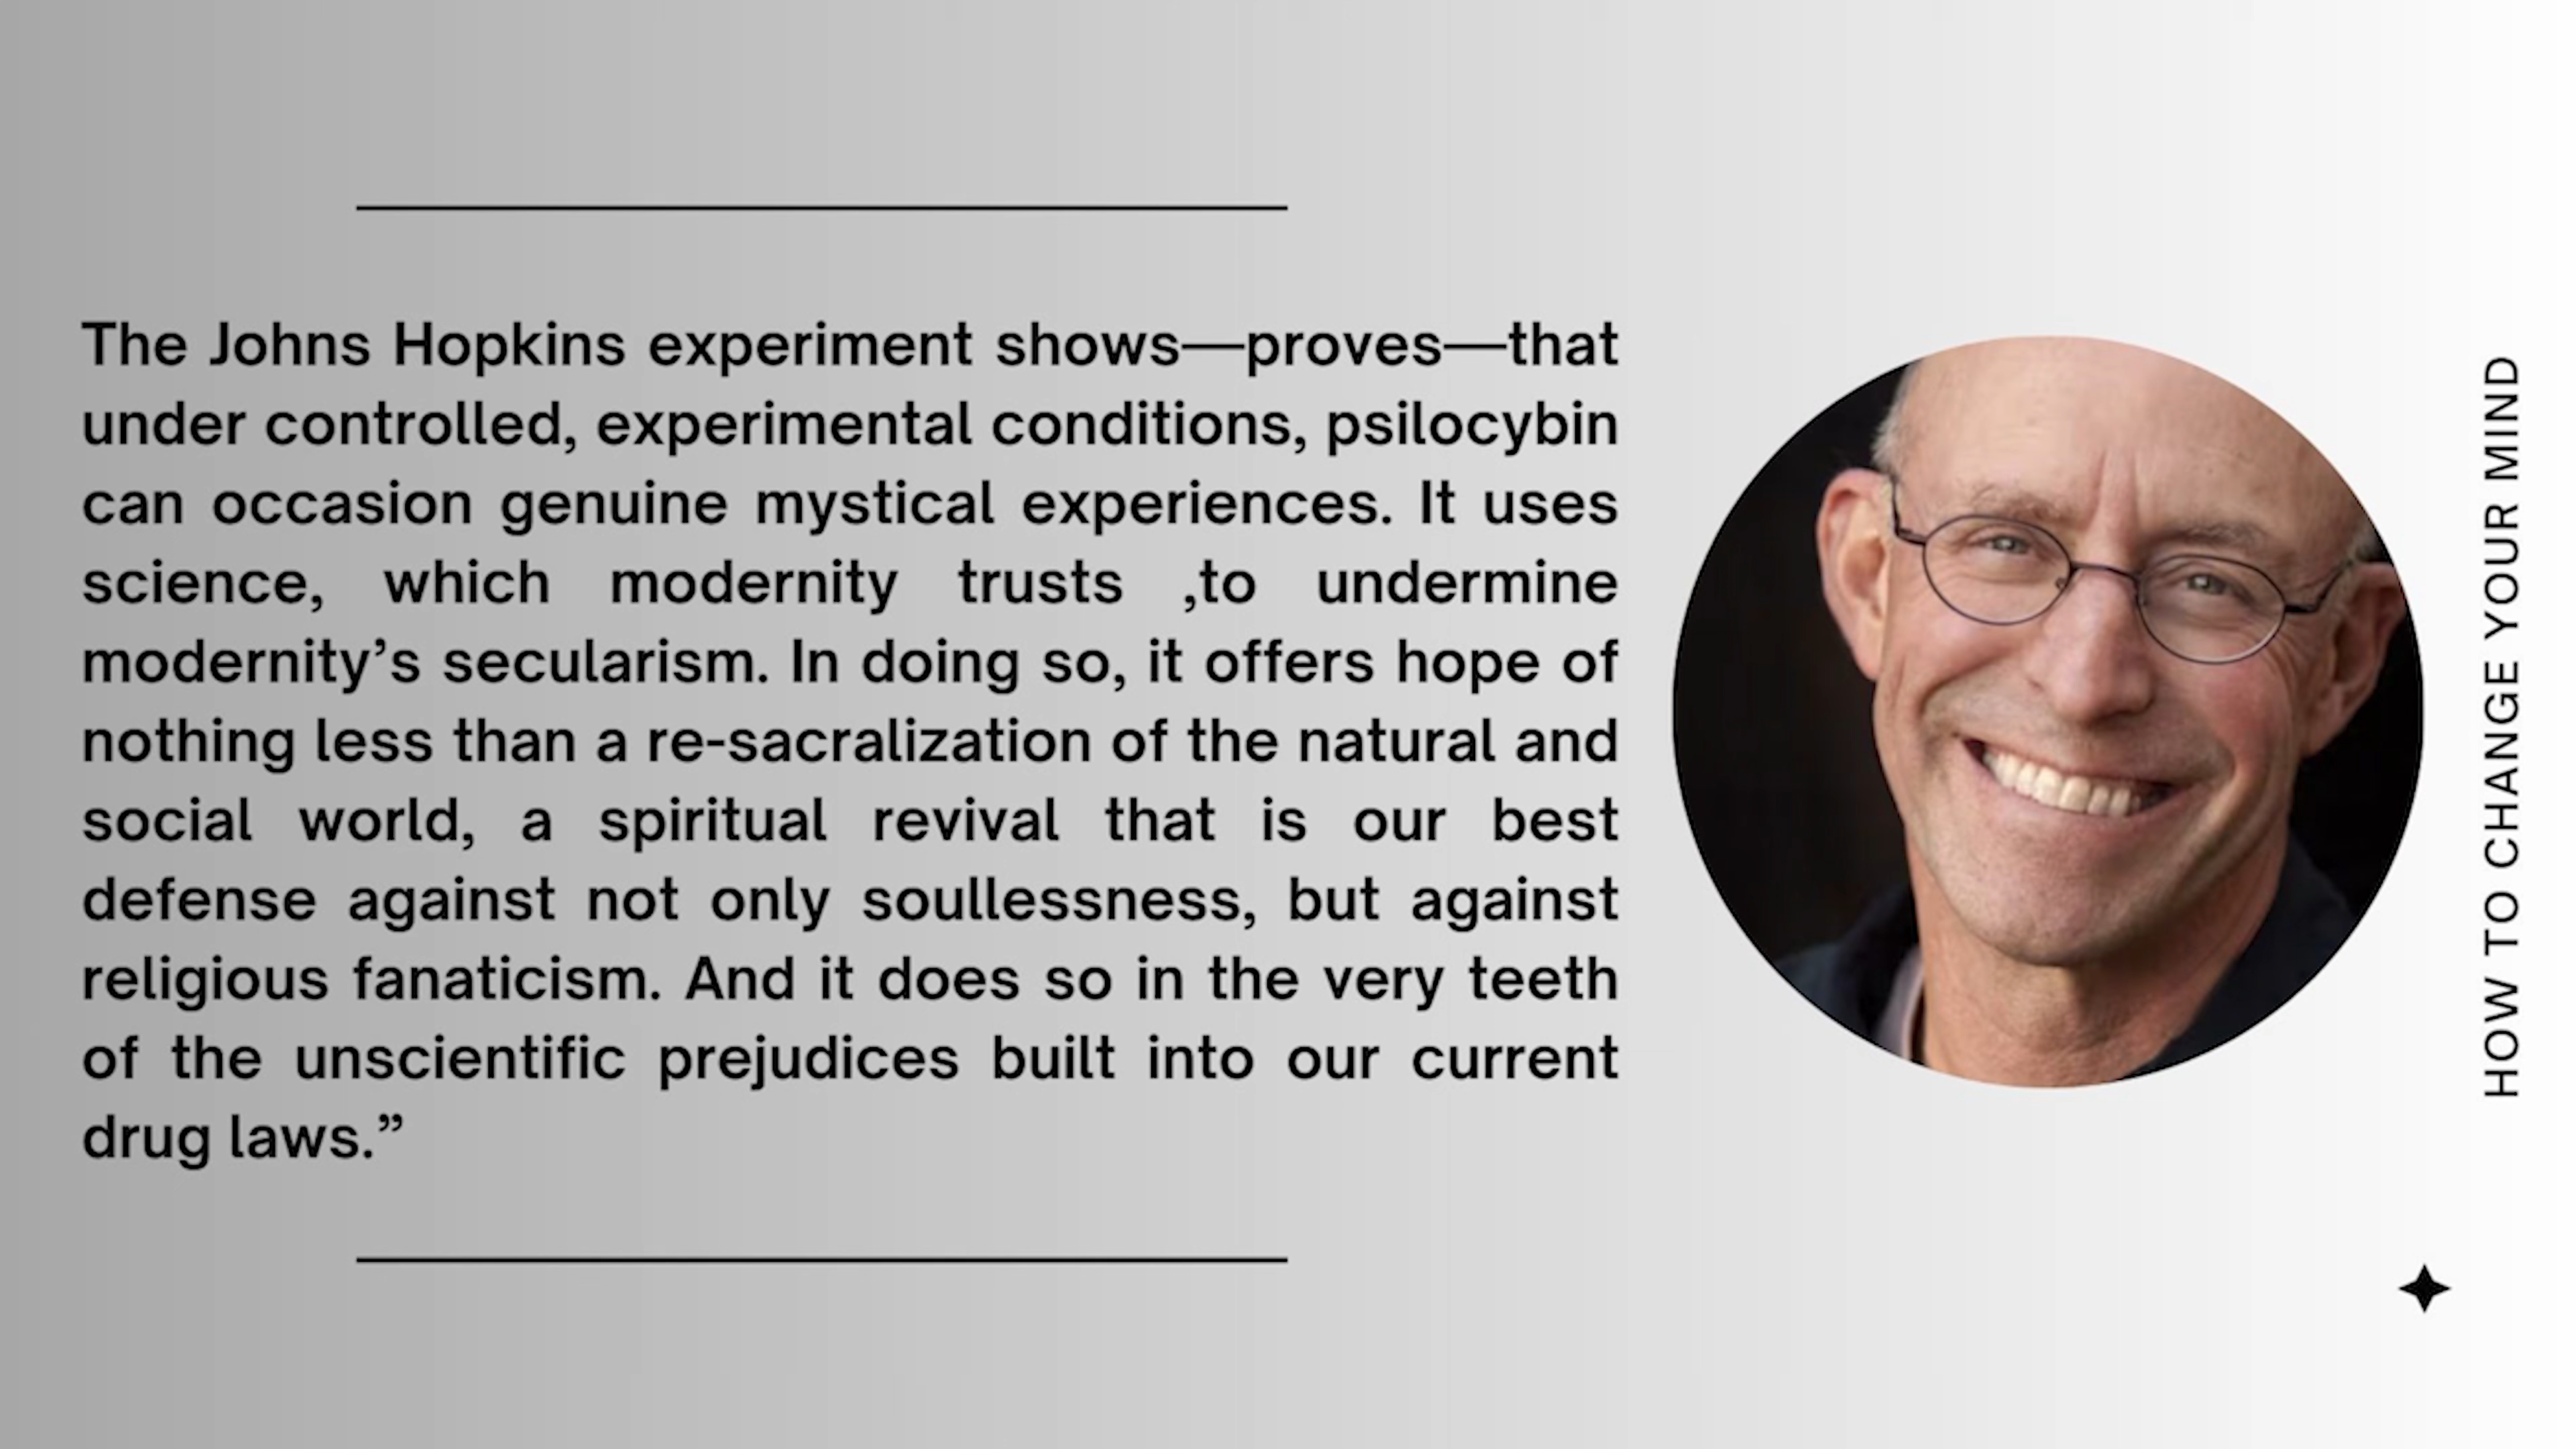 The Johns Hopkins experiment shows—proves—that
under controlled, experimental conditions, psilocybin
can occasion genuine mystical experiences. It uses
science, which modernity trusts ,to undermine
modernity’s secularism. In doing so, it offers hope of
nothing less than a re-sacralization of the natural and
social world, a spiritual revival that is our best
defense against not only soullessness, but against
religious fanaticism. And it does so in the very teeth
of the unscientific prejudices built into our current
drug laws.”
HOW TO CHANGE YOUR MIND